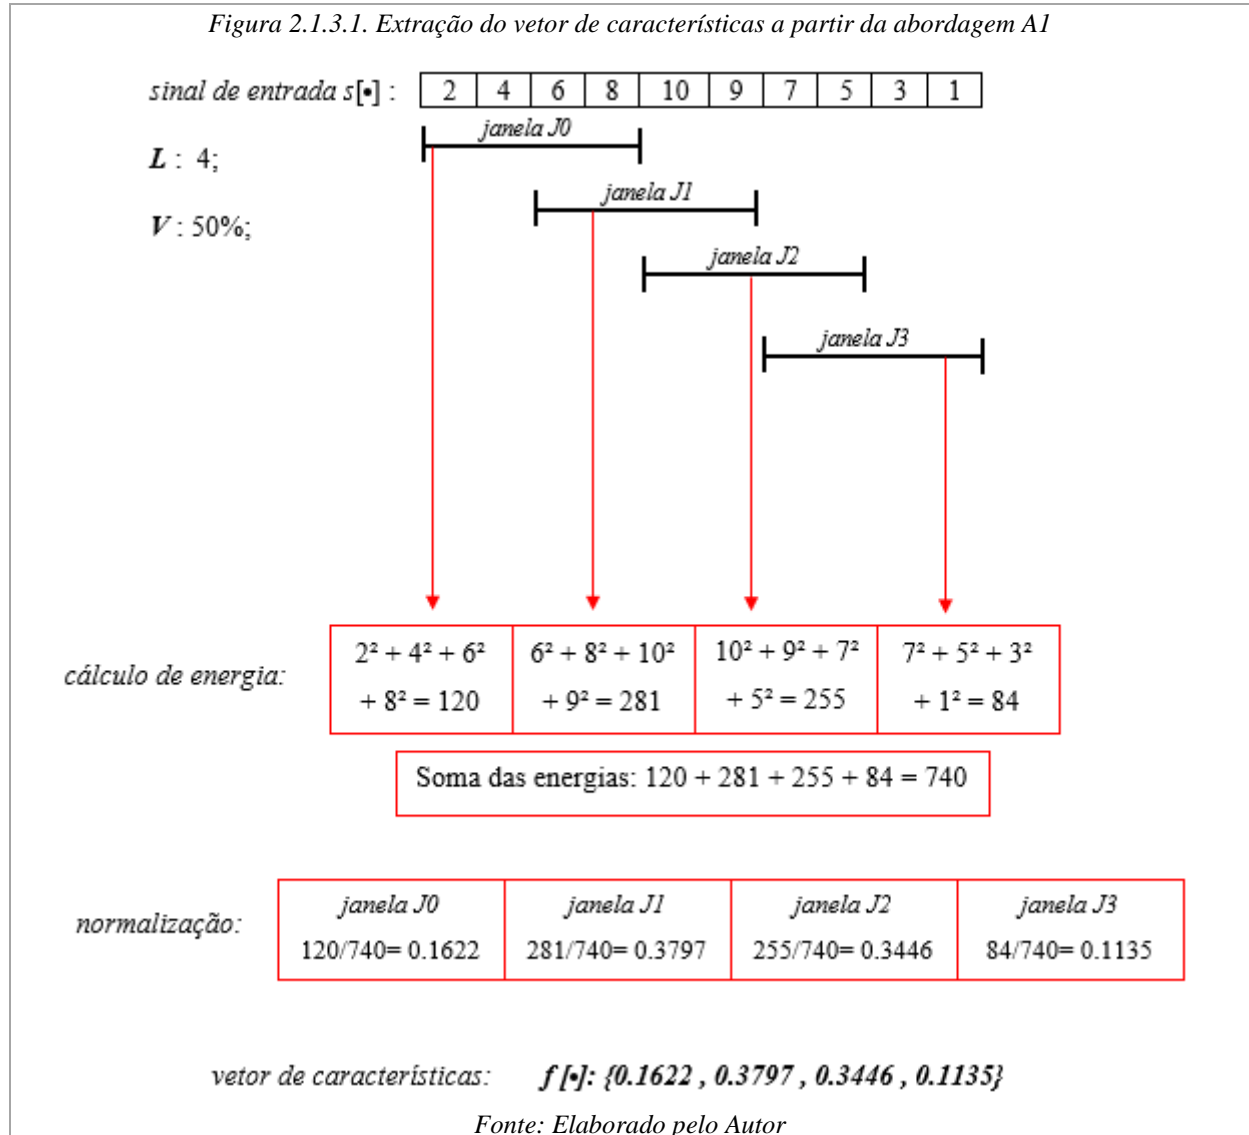 Figura 2.1.3.1. Extração do vetor de características a partir da abordagem A1
sinal de entrada s[•] : 2 4 6 8 10 9 7 5 3 1
janela J0
L : 4;
janela J1
V : 50%;
janela J2
janela J3
cálculo de energia:
2² + 4² + 6²
+ 8² = 120
6² + 8² + 10²
+ 9² = 281
10² + 9² + 7²
+ 5² = 255
7² + 5² + 3²
+ 1² = 84
Soma das energias: 120 + 281 + 255 + 84 = 740
normalização:
janela J0
120/740= 0.1622
janela J1
281/740= 0.3797
janela J2
255/740= 0.3446
janela J3
84/740= 0.1135
vetor de características: f [•]: {0.1622 , 0.3797 , 0.3446 , 0.1135}
Fonte: Elaborado pelo Autor